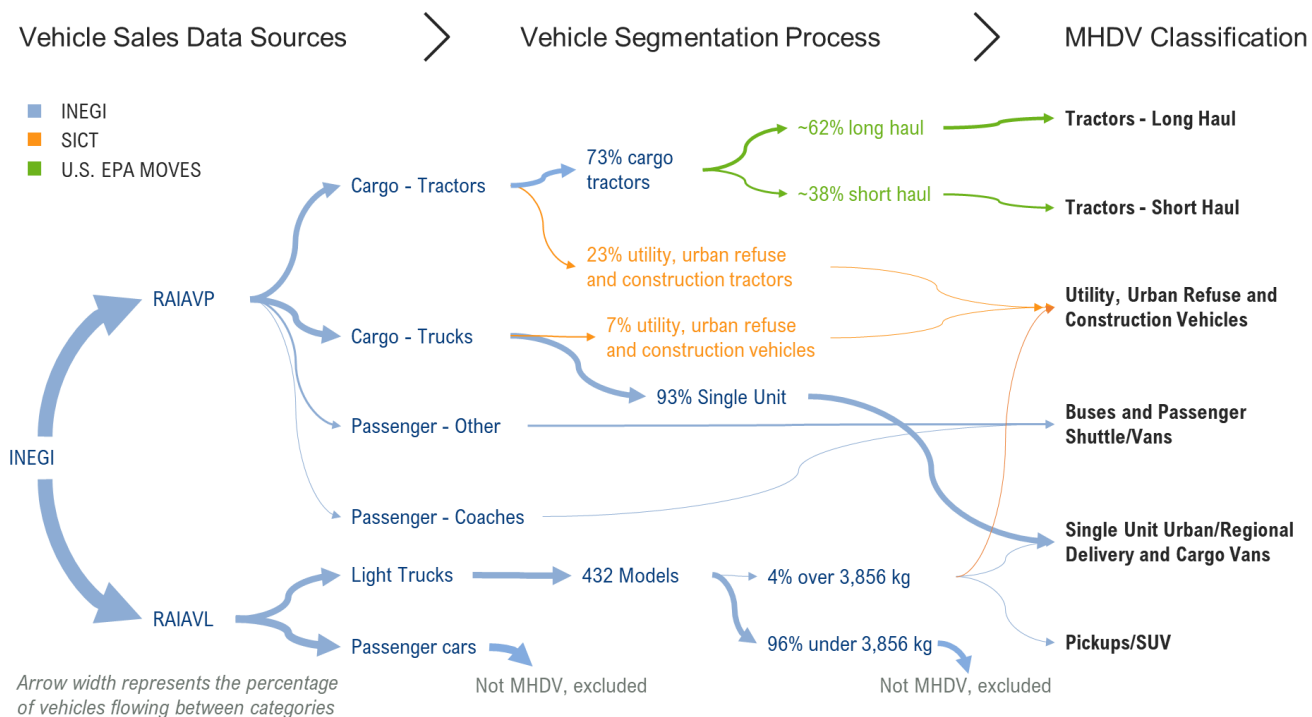 Vehicle Sales Data Sources
Vehicle Segmentation Process
MHDV Classification
INEGI
SICT
U.S. EPA MOVES
INEGI
RAIAVP
RAIAVL
Cargo - Tractors
Cargo - Trucks
Passenger - Other
Passenger - Coaches
Light Trucks
Passenger cars
Not MHDV, excluded
73% cargo
tractors
~62% long haul
~38% short haul
23% utility, urban refuse
and construction tractors
7% utility, urban refuse
and construction vehicles
93% Single Unit
432 Models
4% over 3,856 kg
96% under 3,856 kg
Not MHDV, excluded
Tractors - Long Haul
Tractors - Short Haul
Utility, Urban Refuse and
Construction Vehicles
Buses and Passenger
Shuttle/Vans
Single Unit Urban/Regional
Delivery and Cargo Vans
Pickups/SUV
Arrow width represents the percentage
of vehicles flowing between categories